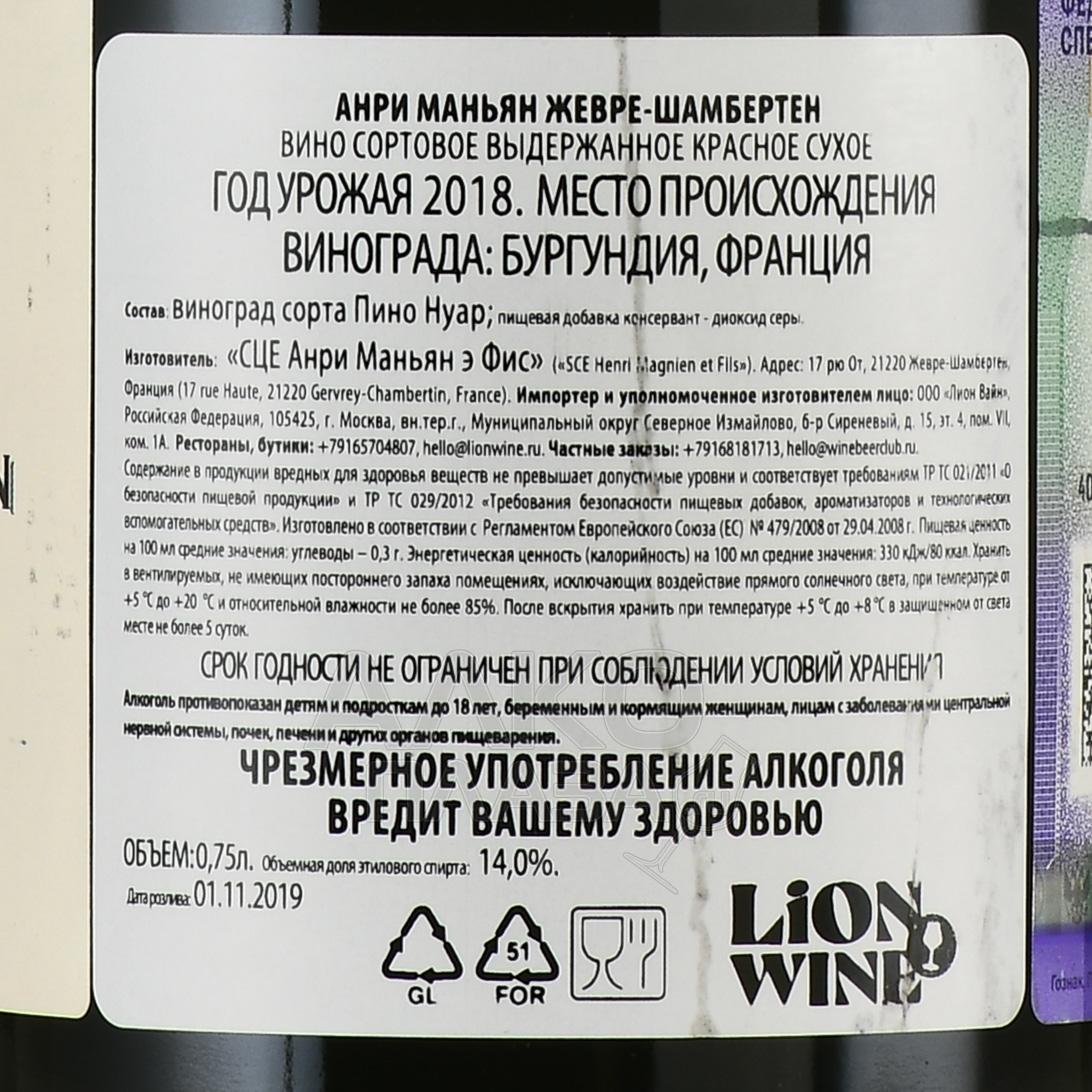 АНРИ МАНЬЯН ЖЕВРЕ-ШАМБЕРТЕН
ВИНО СОРТОВОЕ ВЫДЕРЖАННОЕ КРАСНОЕ СУХОЕ
ГОД УРОЖАЯ 2018. МЕСТО ПРОИСХОЖДЕНИЯ
ВИНОГРАДА: БУРГУНДИЯ, ФРАНЦИЯ
Состав: виноград сорта Пино Нуар; пищевая добавка консервант - диоксид серы.
Изготовитель: «СЦЕ Анри Маньян э Фис» («SCE Henri Magnien et Fils»). Адрес: 17 рю От, 21220 Жевре-Шамбертен,
Франция (17 rue Haute, 21220 Gervrey-Chambertin, France). Импортер и уполномоченное изготовителем лицо: ООО «Лион Вайн»,
Российская Федерация, 105425, г. Москва, вн.тер.г., Муниципальный округ Северное Измайлово, б-р Сиреневый, д. 15, эт. 4, пом. VII,
ком. 1А. Рестораны, бутики: +79165704807, hello@lionwine.ru. Частные заказы: +79168181713, hello@winebeerclub.ru.
Содержание в продукции вредных для здоровья веществ не превышает допустимые уровни и соответствует требованиям ТР ТС 021/2011 «О
безопасности пищевой продукции» и ТР ТС 029/2012 «Требования безопасности пищевых добавок, ароматизаторов и технологических
вспомогательных средств». Изготовлено в соответствии с Регламентом Европейского Союза (ЕС) № 479/2008 от 29.04.2008 г. Пищевая ценность
на 100 мл средние значения: углеводы – 0,3 г. Энергетическая ценность (калорийность) на 100 мл средние значения: 330 кДж/80 ккал. Хранить
в вентилируемых, не имеющих постороннего запаха помещениях, исключающих воздействие прямого солнечного света, при температуре от
+5 °С до +20 °С и относительной влажности не более 85%. После вскрытия хранить при температуре +5 °С до +8 °С в защищенном от света
месте не более 5 суток.
СРОК ГОДНОСТИ НЕ ОГРАНИЧЕН ПРИ СОБЛЮДЕНИИ УСЛОВИЙ ХРАНЕНИЯ
Алкоголь противопоказан детям и подросткам до 18 лет, беременным и кормящим женщинам, лицам с заболеваниями центральной
нервной системы, почек, печени и других органов пищеварения.
ЧРЕЗМЕРНОЕ УПОТРЕБЛЕНИЕ АЛКОГОЛЯ
ВРЕДИТ ВАШЕМУ ЗДОРОВЬЮ
ОБЪЕМ:0,75л. Объемная доля этилового спирта: 14,0%.
Дата розлива: 01.11.2019
GL
51
FOR
LiON
WINE